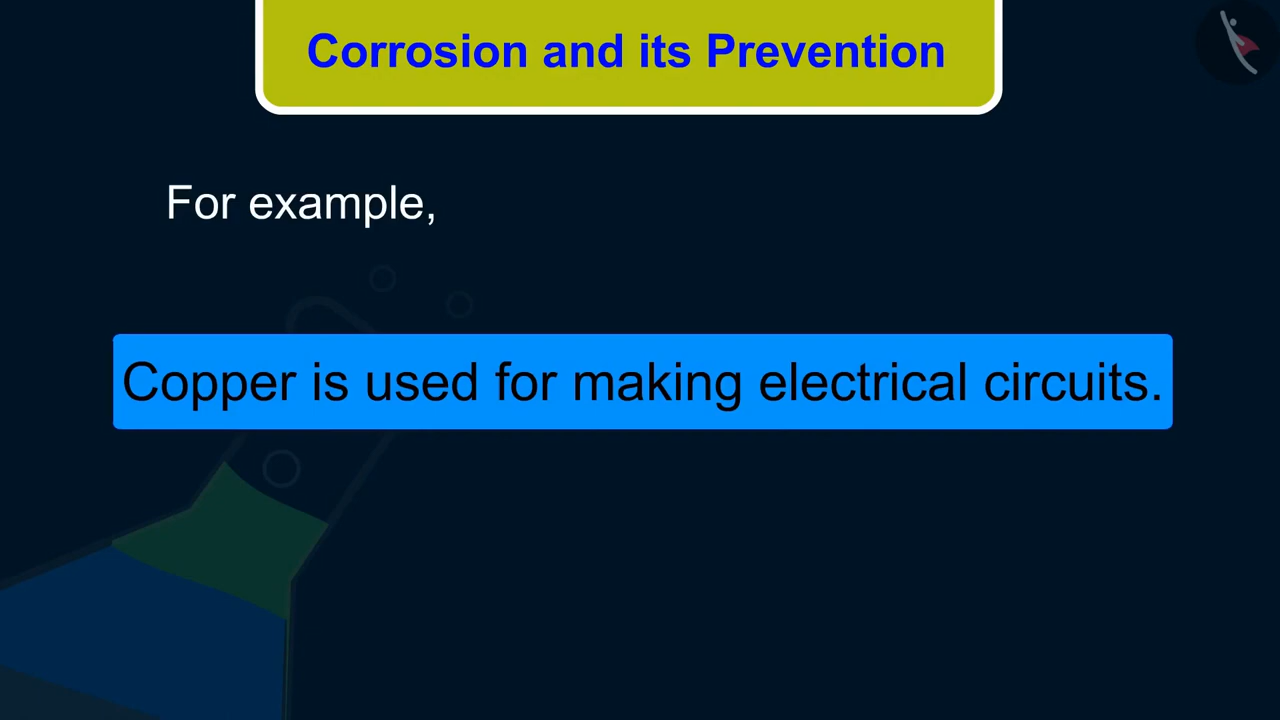 Corrosion and its Prevention
For example,
Copper is used for making electrical circuits.